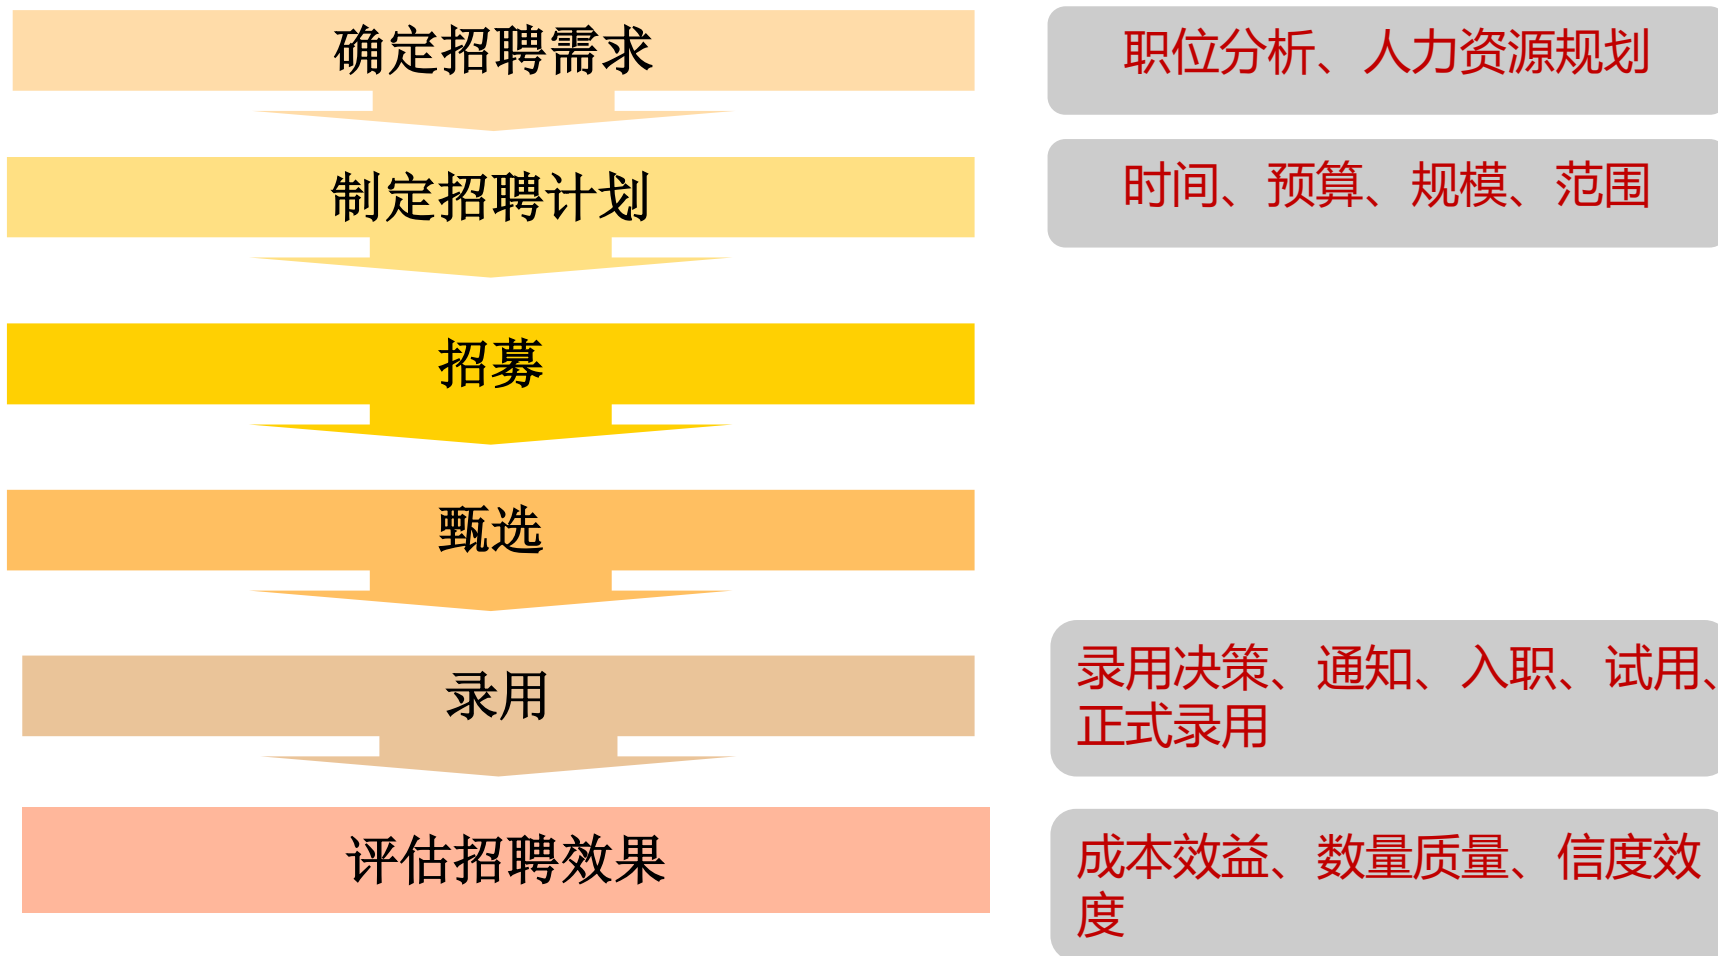 确定招聘需求
职位分析、人力资源规划
制定招聘计划
时间、预算、规模、范围
招募
甄选
录用
录用决策、通知、入职、试用、
正式录用
评估招聘效果
成本效益、数量质量、信度效
度